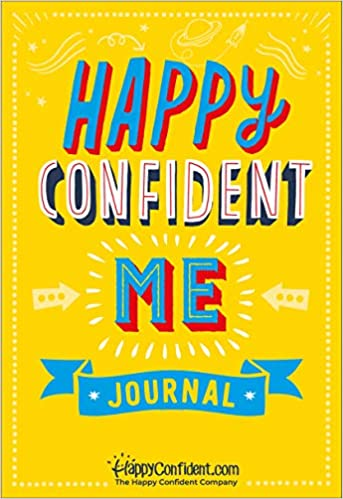 HAPPY
CONFIDENT
ME
JOURNAL
HappyConfident.com
The Happy Confident Company